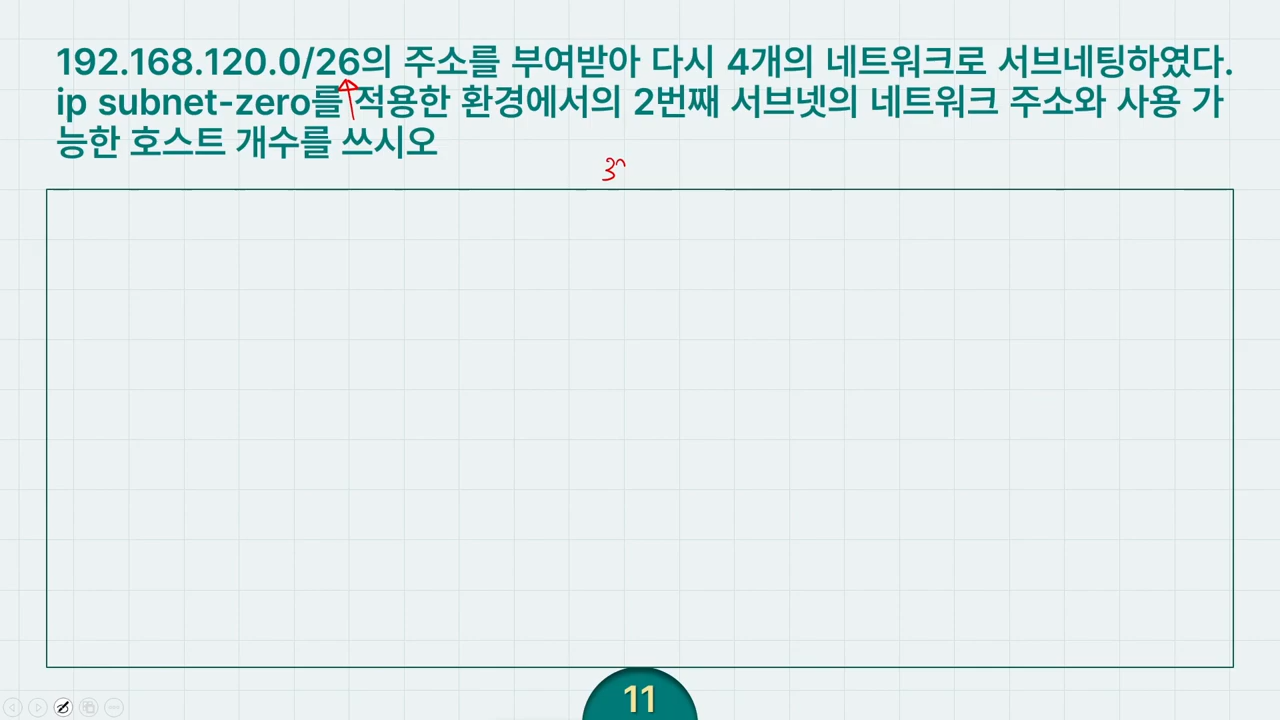 192.168.120.0/26의 주소를 부여받아 다시 4개의 네트워크로 서브네팅하였다.
ip subnet-zero를 적용한 환경에서의 2번째 서브넷의 네트워크 주소와 사용 가
능한 호스트 개수를 쓰시오
11